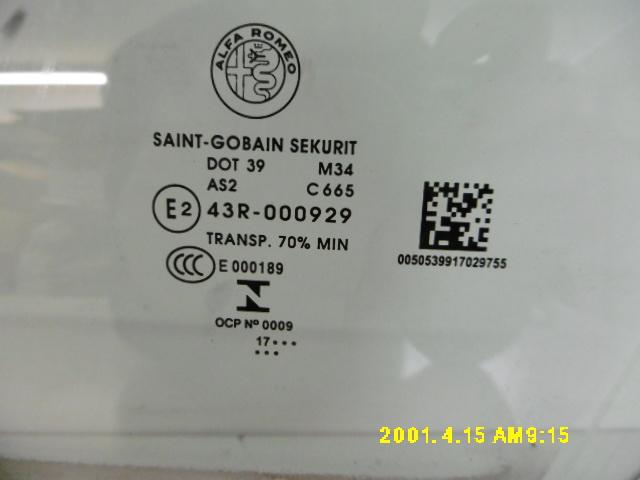 ALFA ROMEO
SAINT-GOBAIN SEKURIT
DOT 39 M34
AS2 C 665
E2 43R-000929
TRANSP. 70% MIN
CCC E 000189
N
OCP Nº 0009
17•••
•••
0050539917029755
2001. 4.15 AM9:15